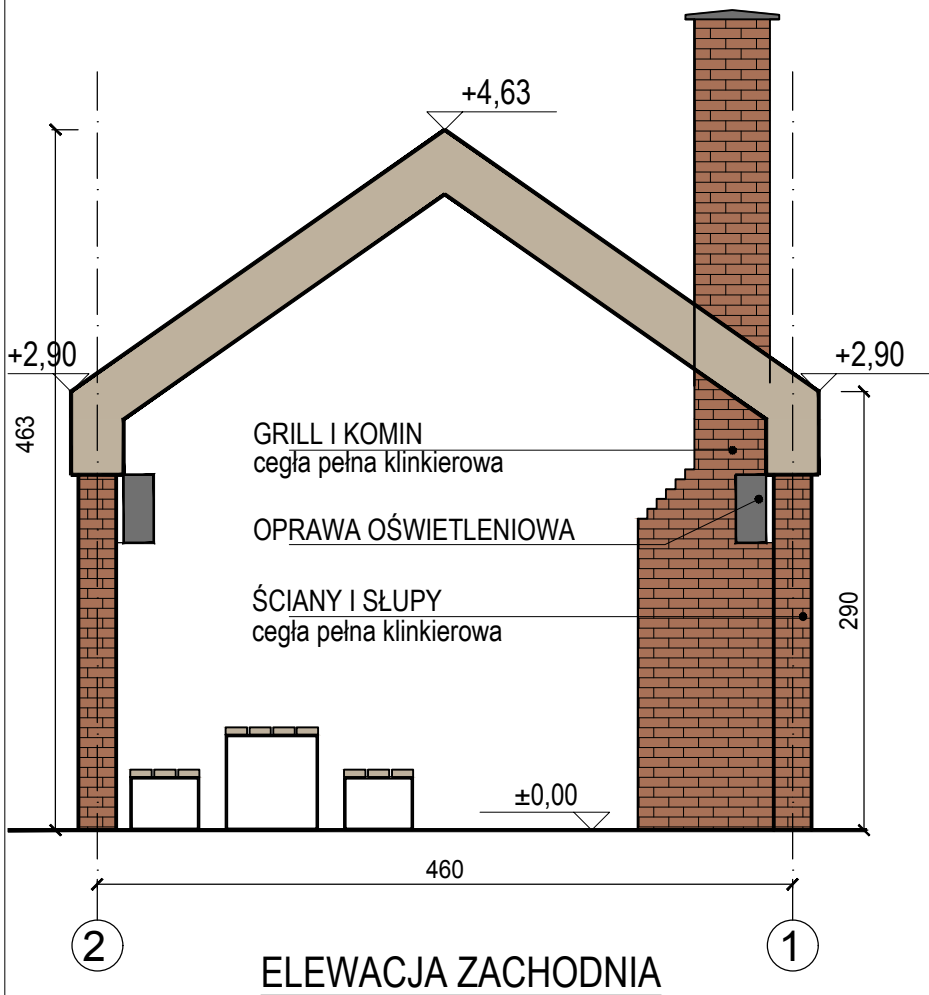 +4,63
+2,90
+2,90
463
GRILL I KOMIN
cegła pełna klinkierowa
OPRAWA OŚWIETLENIOWA
ŚCIANY I SŁUPY
cegła pełna klinkierowa
290
±0,00
460
2
1
ELEWACJA ZACHODNIA